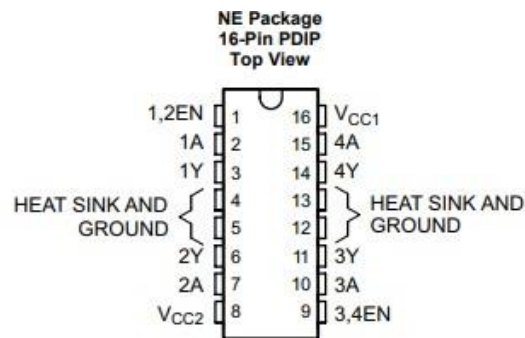 NE Package
16-Pin PDIP
Top View
1,2EN 1 16 VCC1
1A 2 15 4A
1Y 3 14 4Y
HEAT SINK AND 4 13 HEAT SINK AND
GROUND 5 12 GROUND
2Y 6 11 3Y
2A 7 10 3A
VCC2 8 9 3,4EN